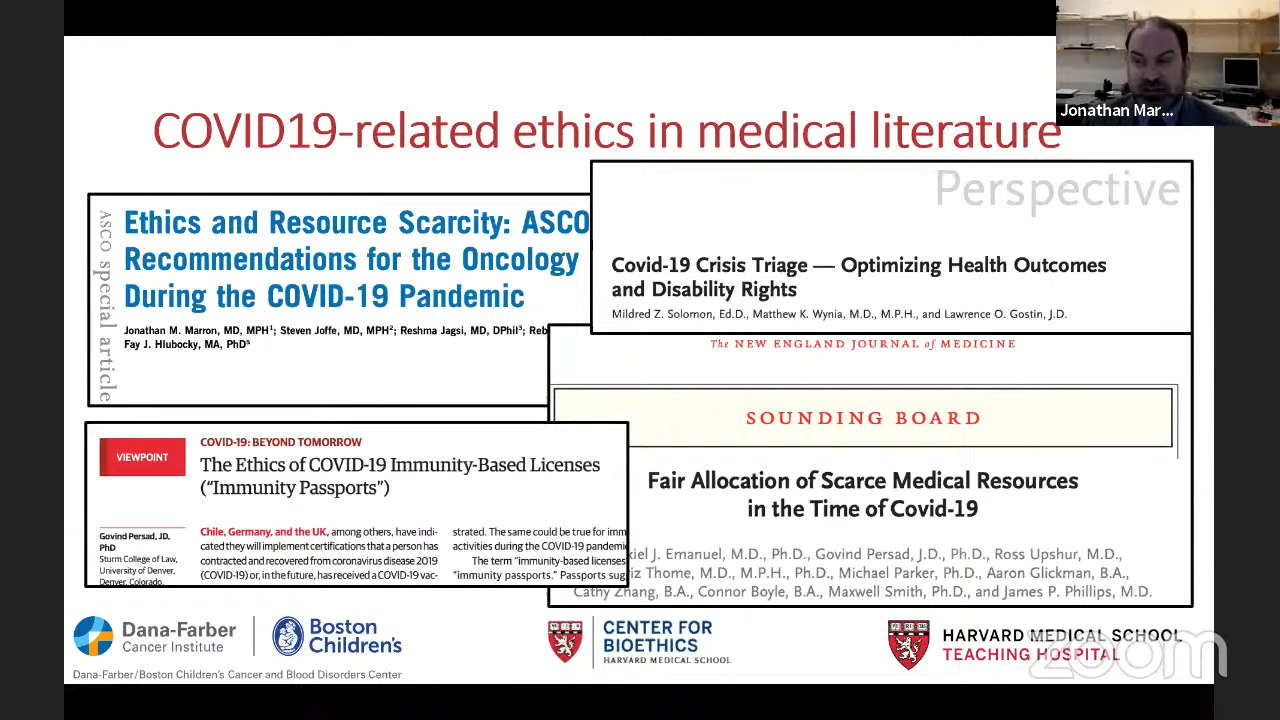 Jonathan Mar...
COVID19-related ethics in medical literature
ASCO special article
Ethics and Resource Scarcity: ASCO
Recommendations for the Oncology
During the COVID-19 Pandemic
Jonathan M. Marron, MD, MPH¹; Steven Joffe, MD, MPH²; Reshma Jagsi, MD, DPhil³; Reb
Fay J. Hlubocky, MA, PhD⁵
Perspective
Covid-19 Crisis Triage — Optimizing Health Outcomes
and Disability Rights
Mildred Z. Solomon, Ed.D., Matthew K. Wynia, M.D., M.P.H., and Lawrence O. Gostin, J.D.
The NEW ENGLAND JOURNAL of MEDICINE
SOUNDING BOARD
Fair Allocation of Scarce Medical Resources
in the Time of Covid-19
kiel J. Emanuel, M.D., Ph.D., Govind Persad, J.D., Ph.D., Ross Upshur, M.D.,
iz Thome, M.D., M.P.H., Ph.D., Michael Parker, Ph.D., Aaron Glickman, B.A.,
Cathy Zhang, B.A., Connor Boyle, B.A., Maxwell Smith, Ph.D., and James P. Phillips, M.D.
VIEWPOINT
COVID-19: BEYOND TOMORROW
The Ethics of COVID-19 Immunity-Based Licenses
("Immunity Passports")
Govind Persad, JD,
PhD
Sturm College of Law,
University of Denver,
Denver, Colorado.
Chile, Germany, and the UK, among others, have indi-
cated they will implement certifications that a person has
contracted and recovered from coronavirus disease 2019
(COVID-19) or, in the future, has received a COVID-19 vac-
strated. The same could be true for imm
activities during the COVID-19 pandemic
The term "immunity-based licenses
"immunity passports." Passports sug
Dana-Farber
Cancer Institute
Boston
Children's
Dana-Farber/Boston Children's Cancer and Blood Disorders Center
CENTER FOR
BIOETHICS
HARVARD MEDICAL SCHOOL
HARVARD MEDICAL SCHOOL
TEACHING HOSPITAL
zoom